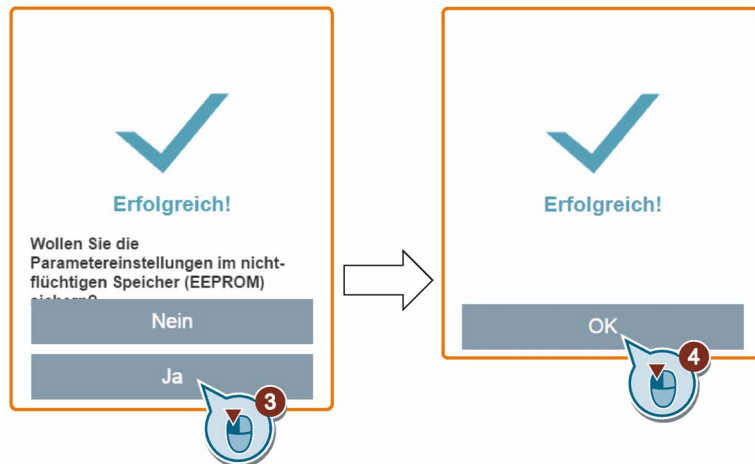 Erfolgreich!
Wollen Sie die
Parametereinstellungen im nicht-
flüchtigen Speicher (EEPROM)
Nein
Ja
3
Erfolgreich!
OK
4